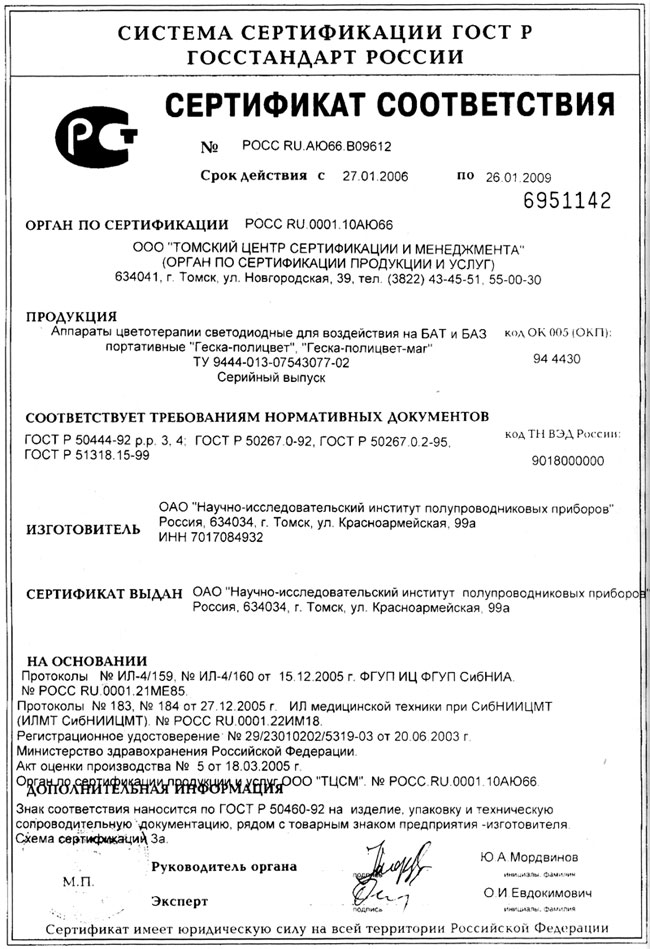 СИСТЕМА СЕРТИФИКАЦИИ ГОСТ Р
ГОССТАНДАРТ РОССИИ
СЕРТИФИКАТ СООТВЕТСТВИЯ
№ РОСС RU.АЮ66.В09612
Срок действия с 27.01.2006 по 26.01.2009
6951142
ОРГАН ПО СЕРТИФИКАЦИИ РОСС RU.0001.10АЮ66
ООО "ТОМСКИЙ ЦЕНТР СЕРТИФИКАЦИИ И МЕНЕДЖМЕНТА"
(ОРГАН ПО СЕРТИФИКАЦИИ ПРОДУКЦИИ И УСЛУГ)
634041, г. Томск, ул. Новгородская, 39, тел. (3822) 43-45-51, 55-00-30
ПРОДУКЦИЯ
Аппараты цветотерапии светодиодные для воздействия на БАТ и БАЗ
портативные "Геска-полицвет", "Геска-полицвет-маг"
ТУ 9444-013-07543077-02
Серийный выпуск
код ОК 005 (ОКП):
94 4430
СООТВЕТСТВУЕТ ТРЕБОВАНИЯМ НОРМАТИВНЫХ ДОКУМЕНТОВ
ГОСТ Р 50444-92 р.р. 3, 4; ГОСТ Р 50267.0-92, ГОСТ Р 50267.0.2-95,
ГОСТ Р 51318.15-99
код ТН ВЭД России:
9018000000
ИЗГОТОВИТЕЛЬ
ОАО "Научно-исследовательский институт полупроводниковых приборов"
Россия, 634034, г. Томск, ул. Красноармейская, 99а
ИНН 7017084932
СЕРТИФИКАТ ВЫДАН ОАО "Научно-исследовательский институт полупроводниковых приборов"
Россия, 634034, г. Томск, ул. Красноармейская, 99а
НА ОСНОВАНИИ
Протоколы № ИЛ-4/159, № ИЛ-4/160 от 15.12.2005 г. ФГУП ИЦ ФГУП СибНИА.
№ РОСС RU.0001.21МЕ85.
Протоколы № 183, № 184 от 27.12.2005 г. ИЛ медицинской техники при СибНИИЦМТ
(ИЛМТ СибНИИЦМТ). № РОСС RU.0001.22ИМ18.
Регистрационное удостоверение № 29/23010202/5319-03 от 20.06.2003 г.
Министерство здравохранения Российской Федерации.
Акт оценки производства № 5 от 18.03.2005 г.
Орган по сертификации продукции и услуг ООО "ТЦСМ". № РОСС RU.0001.10АЮ66.
ДОПОЛНИТЕЛЬНАЯ ИНФОРМАЦИЯ
Знак соответствия наносится по ГОСТ Р 50460-92 на изделие, упаковку и техническую
сопроводительную документацию, рядом с товарным знаком предприятия -изготовителя.
Схема сертификации 3а.
М.П.
Руководитель органа
подпись
Ю.А Мордвинов
инициалы, фамилия
Эксперт
подпись
О.И Евдокимович
инициалы, фамилия
Сертификат имеет юридическую силу на всей территории Российской Федерации